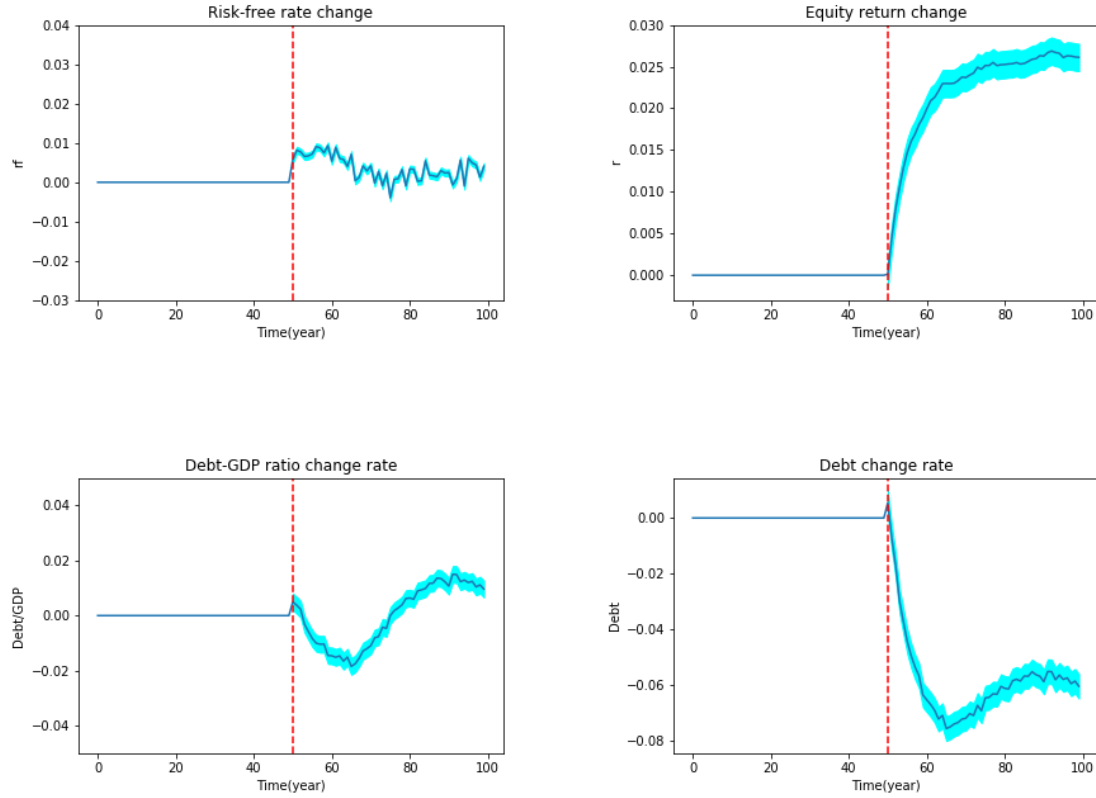 Risk-free rate change
0.04
0.03
0.02
0.01
0.00
−0.01
−0.02
−0.03
rf
0 20 40 60 80 100
Time(year)
Equity return change
0.030
0.025
0.020
0.015
0.010
0.005
0.000
r
0 20 40 60 80 100
Time(year)
Debt-GDP ratio change rate
0.04
0.02
0.00
−0.02
−0.04
Debt/GDP
0 20 40 60 80 100
Time(year)
Debt change rate
0.00
−0.02
−0.04
−0.06
−0.08
Debt
0 20 40 60 80 100
Time(year)